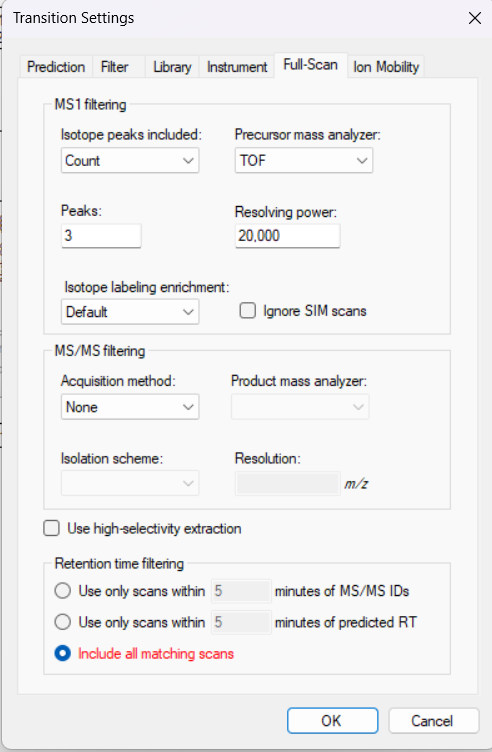 Transition Settings
Prediction Filter Library Instrument Full-Scan Ion Mobility
MS1 filtering
Isotope peaks included: Precursor mass analyzer:
Count TOF
Peaks: Resolving power:
3 20,000
Isotope labeling enrichment:
Default Ignore SIM scans
MS/MS filtering
Acquisition method: Product mass analyzer:
None
Isolation scheme: Resolution:
m/z
Use high-selectivity extraction
Retention time filtering
Use only scans within 5 minutes of MS/MS IDs
Use only scans within 5 minutes of predicted RT
Include all matching scans
OK Cancel